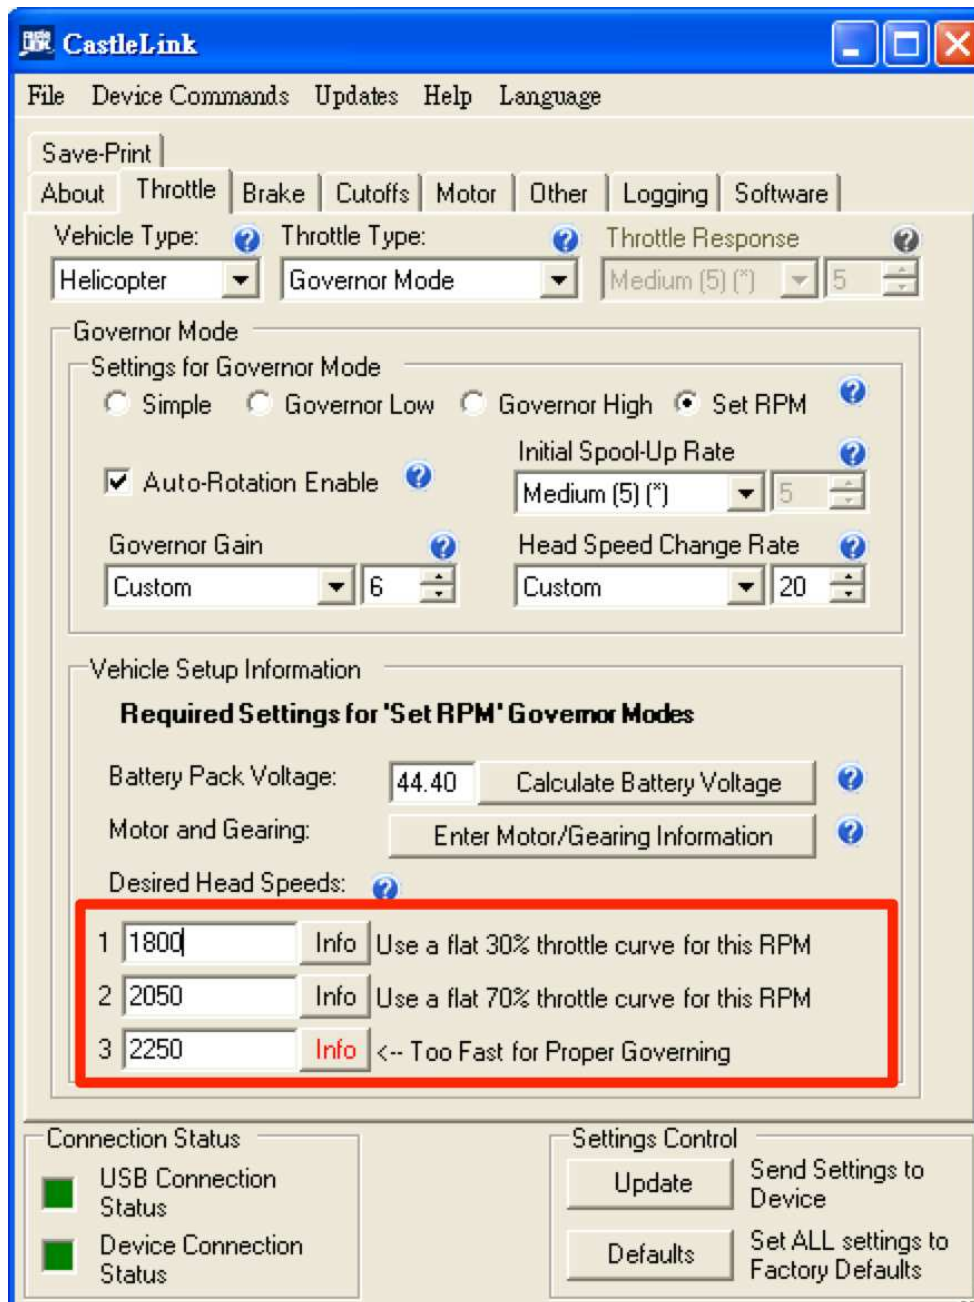 CastleLink
File Device Commands Updates Help Language
Save-Print
About Throttle Brake Cutoffs Motor Other Logging Software
Vehicle Type: Throttle Type: Throttle Response
Helicopter Governor Mode Medium (5) (*) 5
Governor Mode
Settings for Governor Mode
Simple Governor Low Governor High Set RPM
Initial Spool-Up Rate
Auto-Rotation Enable
Medium (5) (*) 5
Governor Gain Head Speed Change Rate
Custom 6 Custom 20
Vehicle Setup Information
Required Settings for 'Set RPM' Governor Modes
Battery Pack Voltage: 44.40 Calculate Battery Voltage
Motor and Gearing: Enter Motor/Gearing Information
Desired Head Speeds:
1 1800 Info Use a flat 30% throttle curve for this RPM
2 2050 Info Use a flat 70% throttle curve for this RPM
3 2250 Info <-- Too Fast for Proper Governing
Connection Status Settings Control
USB Connection
Status
Update
Send Settings to
Device
Device Connection
Status
Defaults
Set ALL settings to
Factory Defaults